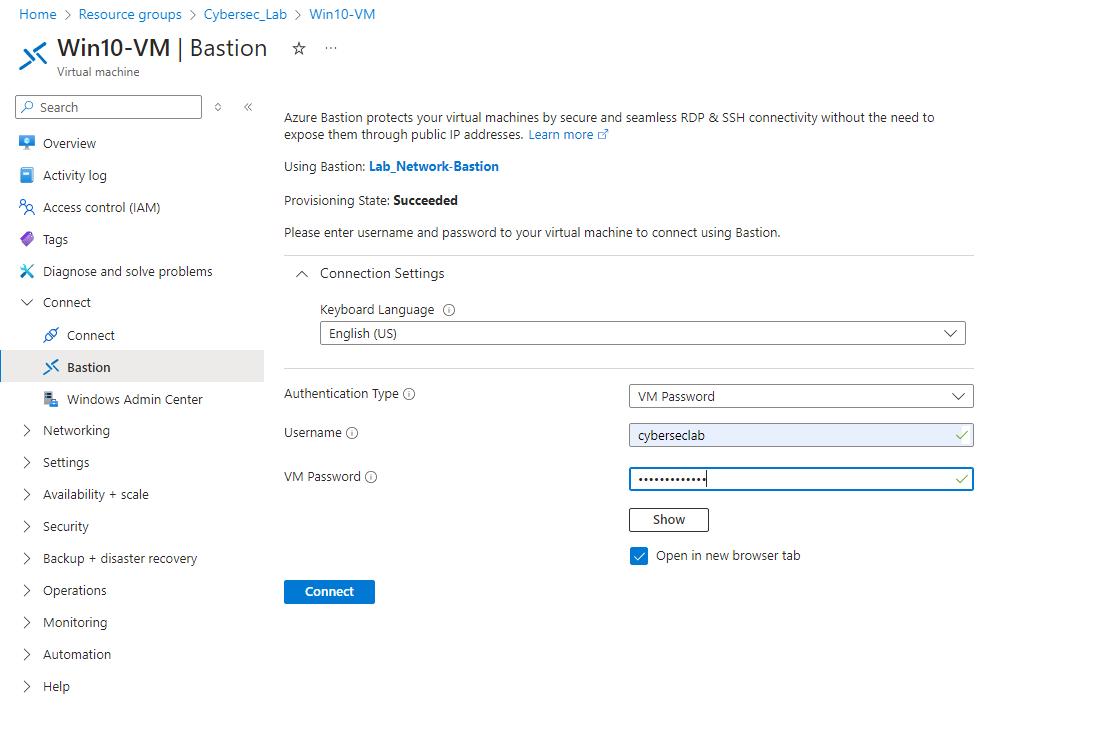 Home > Resource groups > Cybersec_Lab > Win10-VM
Win10-VM | Bastion
Virtual machine
Search
Overview
Activity log
Access control (IAM)
Tags
Diagnose and solve problems
Connect
Connect
Bastion
Windows Admin Center
Networking
Settings
Availability + scale
Security
Backup + disaster recovery
Operations
Monitoring
Automation
Help
Azure Bastion protects your virtual machines by secure and seamless RDP & SSH connectivity without the need to
expose them through public IP addresses. Learn more
Using Bastion: Lab_Network-Bastion
Provisioning State: Succeeded
Please enter username and password to your virtual machine to connect using Bastion.
Connection Settings
Keyboard Language
English (US)
Authentication Type
VM Password
Username
cyberseclab
VM Password
•••••••••••••
Show
Open in new browser tab
Connect